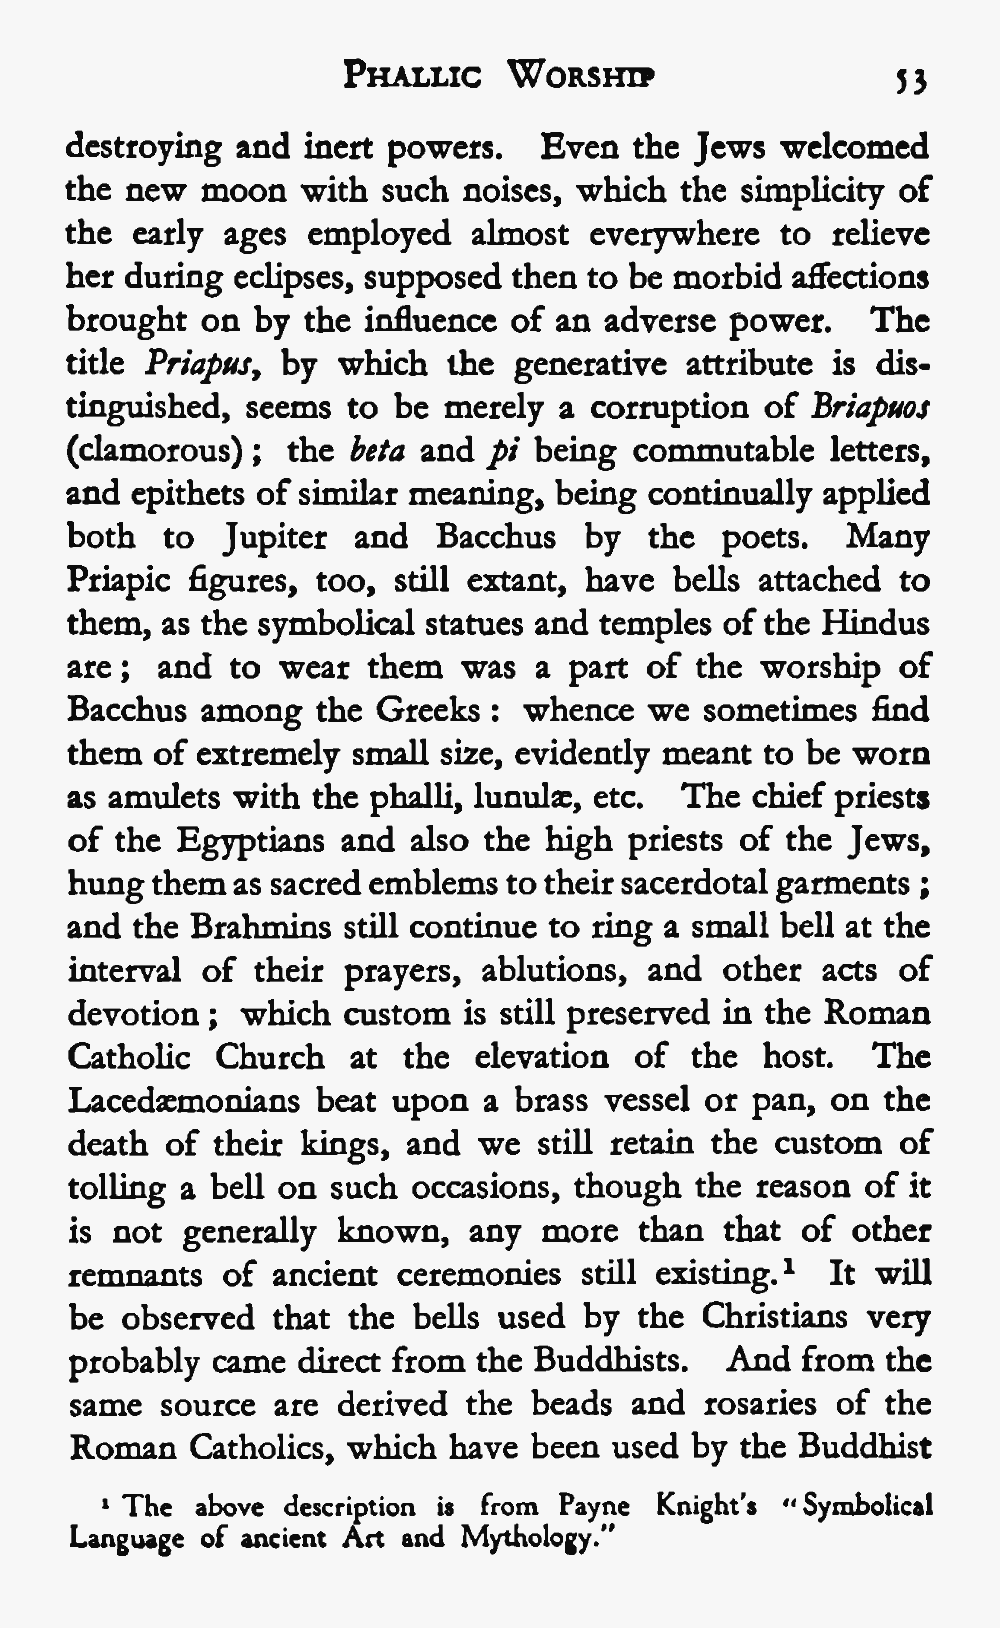 Phallic Worship 53
destroying and inert powers. Even the Jews welcomed
the new moon with such noises, which the simplicity of
the early ages employed almost everywhere to relieve
her during eclipses, supposed then to be morbid affections
brought on by the influence of an adverse power. The
title Priapus, by which the generative attribute is dis-
tinguished, seems to be merely a corruption of Briapuos
(clamorous) ; the beta and pi being commutable letters,
and epithets of similar meaning, being continually applied
both to Jupiter and Bacchus by the poets. Many
Priapic figures, too, still extant, have bells attached to
them, as the symbolical statues and temples of the Hindus
are ; and to wear them was a part of the worship of
Bacchus among the Greeks : whence we sometimes find
them of extremely small size, evidently meant to be worn
as amulets with the phalli, lunulæ, etc. The chief priests
of the Egyptians and also the high priests of the Jews,
hung them as sacred emblems to their sacerdotal garments ;
and the Brahmins still continue to ring a small bell at the
interval of their prayers, ablutions, and other acts of
devotion ; which custom is still preserved in the Roman
Catholic Church at the elevation of the host. The
Lacedæmonians beat upon a brass vessel or pan, on the
death of their kings, and we still retain the custom of
tolling a bell on such occasions, though the reason of it
is not generally known, any more than that of other
remnants of ancient ceremonies still existing.¹ It will
be observed that the bells used by the Christians very
probably came direct from the Buddhists. And from the
same source are derived the beads and rosaries of the
Roman Catholics, which have been used by the Buddhist
¹ The above description is from Payne Knight's "Symbolical
Language of ancient Art and Mythology."